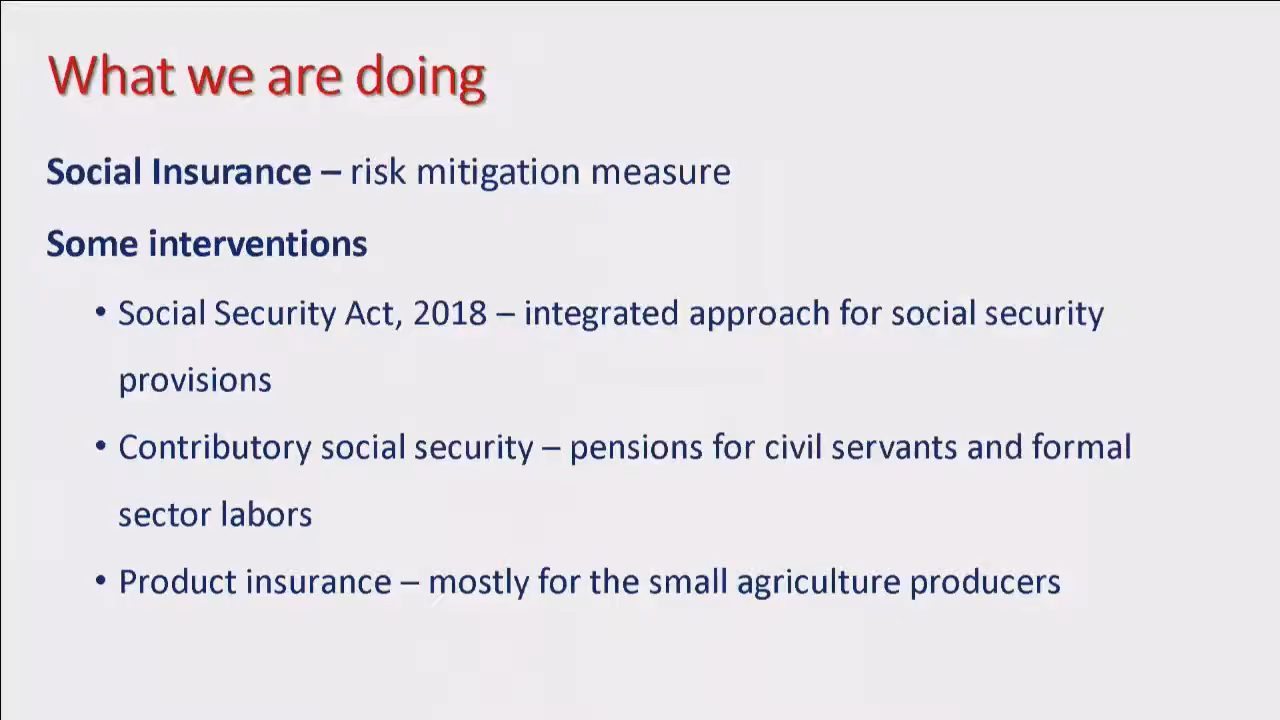 What we are doing
Social Insurance – risk mitigation measure
Some interventions
• Social Security Act, 2018 – integrated approach for social security
provisions
• Contributory social security – pensions for civil servants and formal
sector labors
• Product insurance – mostly for the small agriculture producers